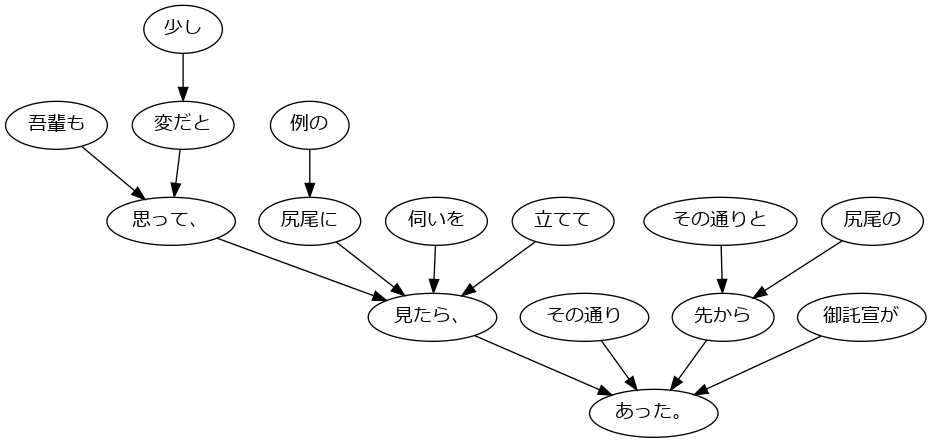 少し
吾輩も
変だと
例の
思って、
尻尾に
伺いを
立てて
その通りと
尻尾の
見たら、
その通り
先から
御託宣が
あった。